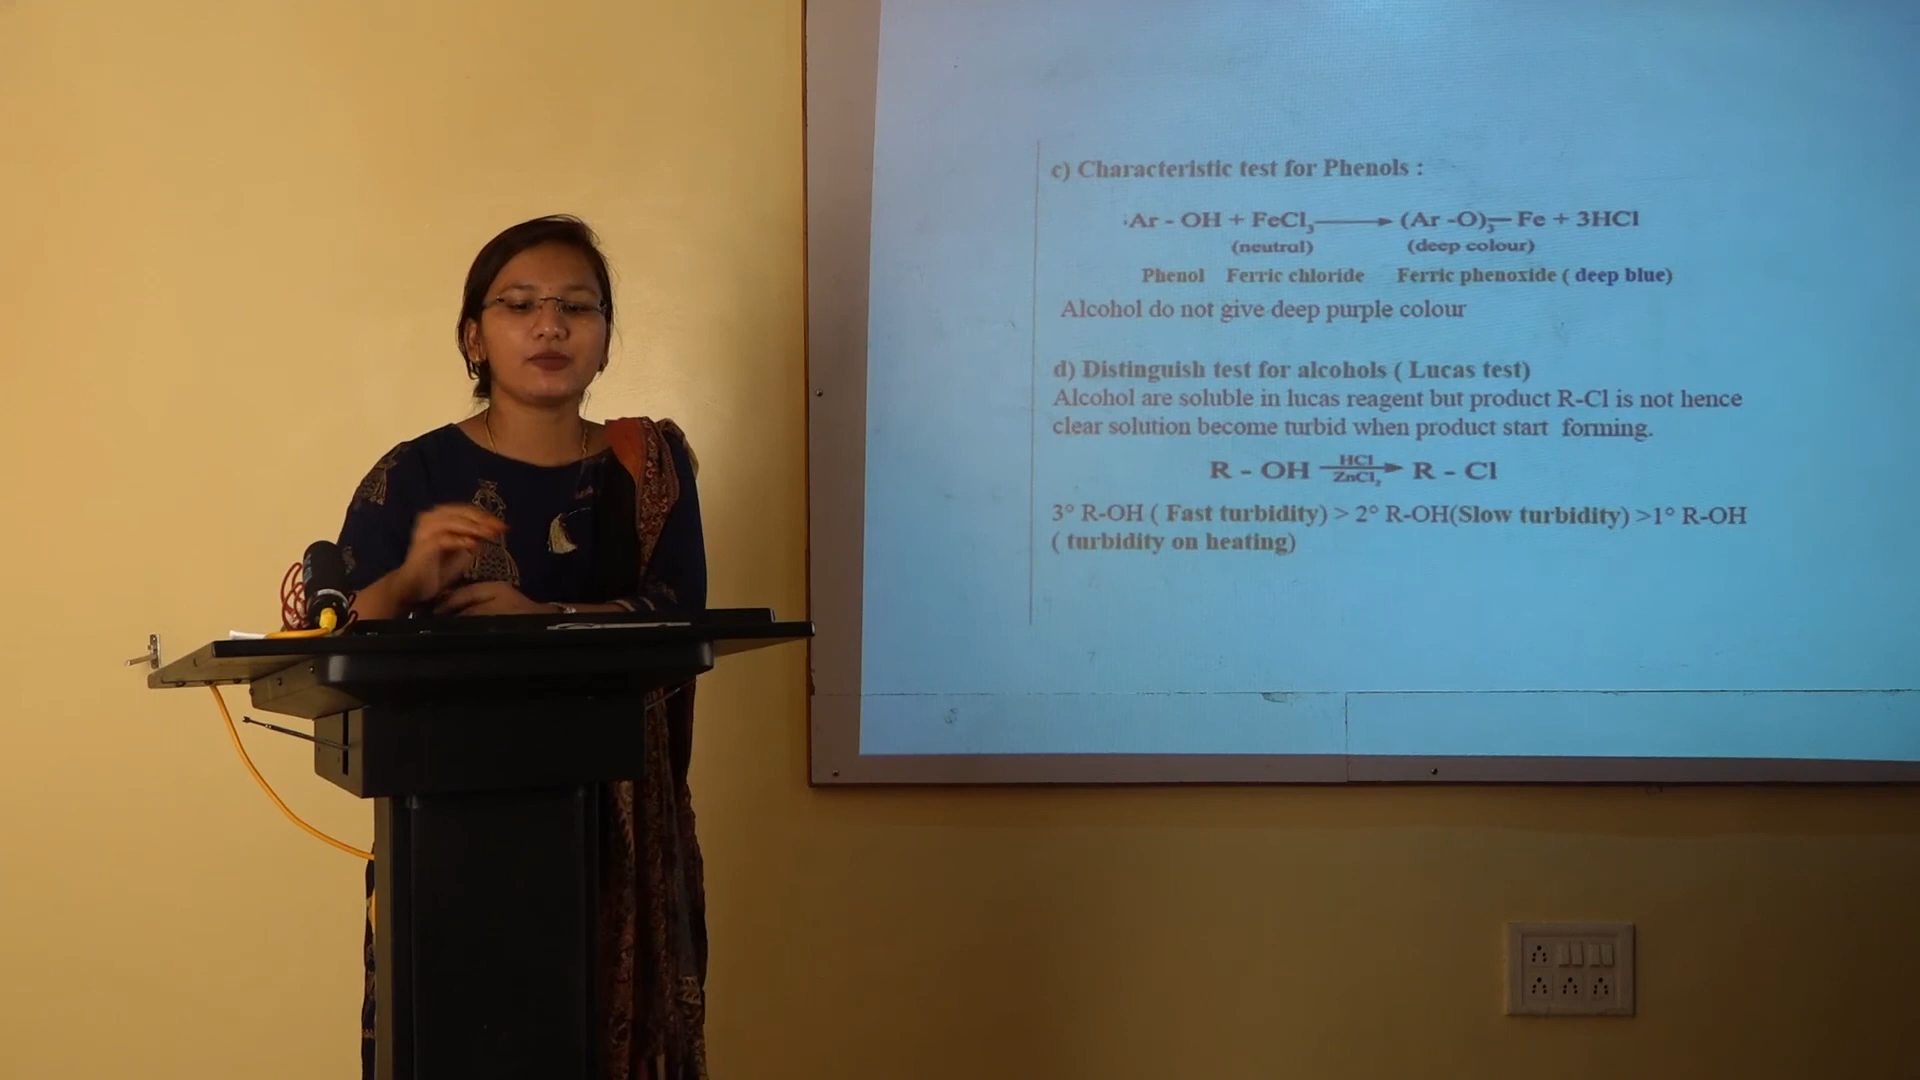 c) Characteristic test for Phenols :
Ar - OH + FeCl₃ ⟶ (Ar -O)₃— Fe + 3HCl
(neutral) (deep colour)
Phenol Ferric chloride Ferric phenoxide ( deep blue)
Alcohol do not give deep purple colour
d) Distinguish test for alcohols ( Lucas test)
Alcohol are soluble in lucas reagent but product R-Cl is not hence
clear solution become turbid when product start forming.
HCl
R - OH ⟶ R - Cl
ZnCl₂
3° R-OH ( Fast turbidity) > 2° R-OH(Slow turbidity) >1° R-OH
( turbidity on heating)